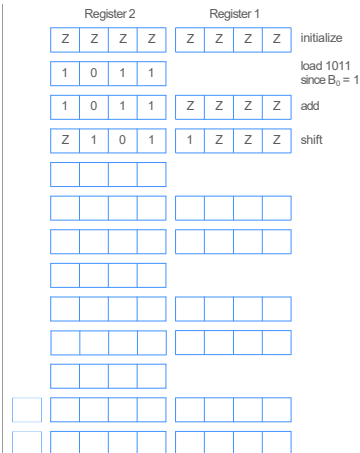 Register 2 Register 1
Z Z Z Z Z Z Z Z initialize
1 0 1 1 load 1011
since B₀ = 1
1 0 1 1 Z Z Z Z add
Z 1 0 1 1 Z Z Z shift